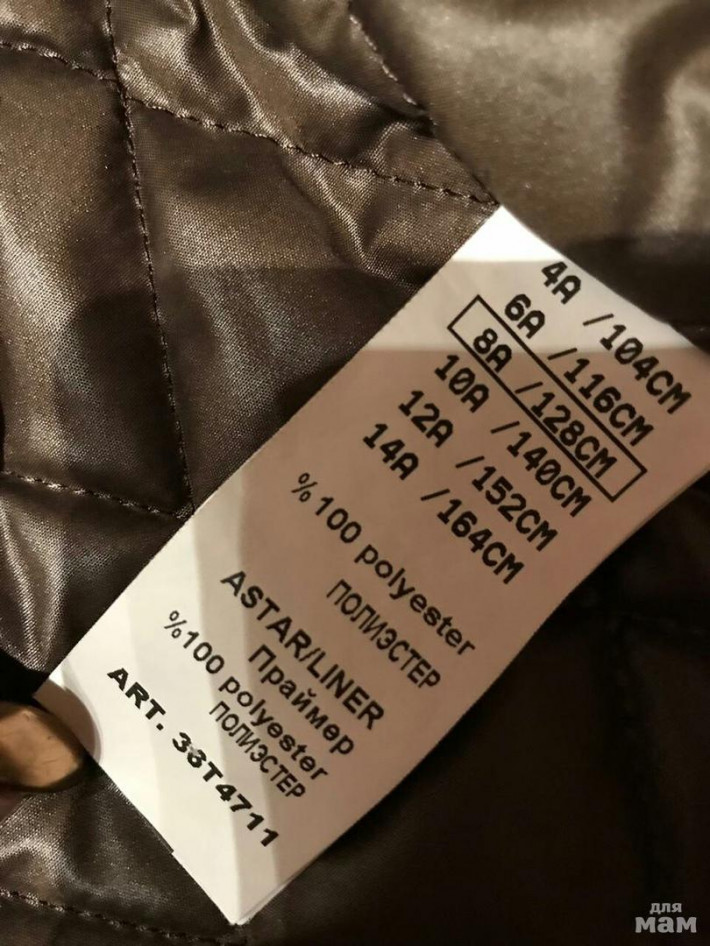 4A /104CM
6A /116CM
8A /128CM
10A /140CM
12A /152CM
14A /164CM
%100 polyester
ПОЛИЭСТЕР
ASTAR/LINER
Праймер
%100 polyester
ПОЛИЭСТЕР
ART. 38T4711
для
мам